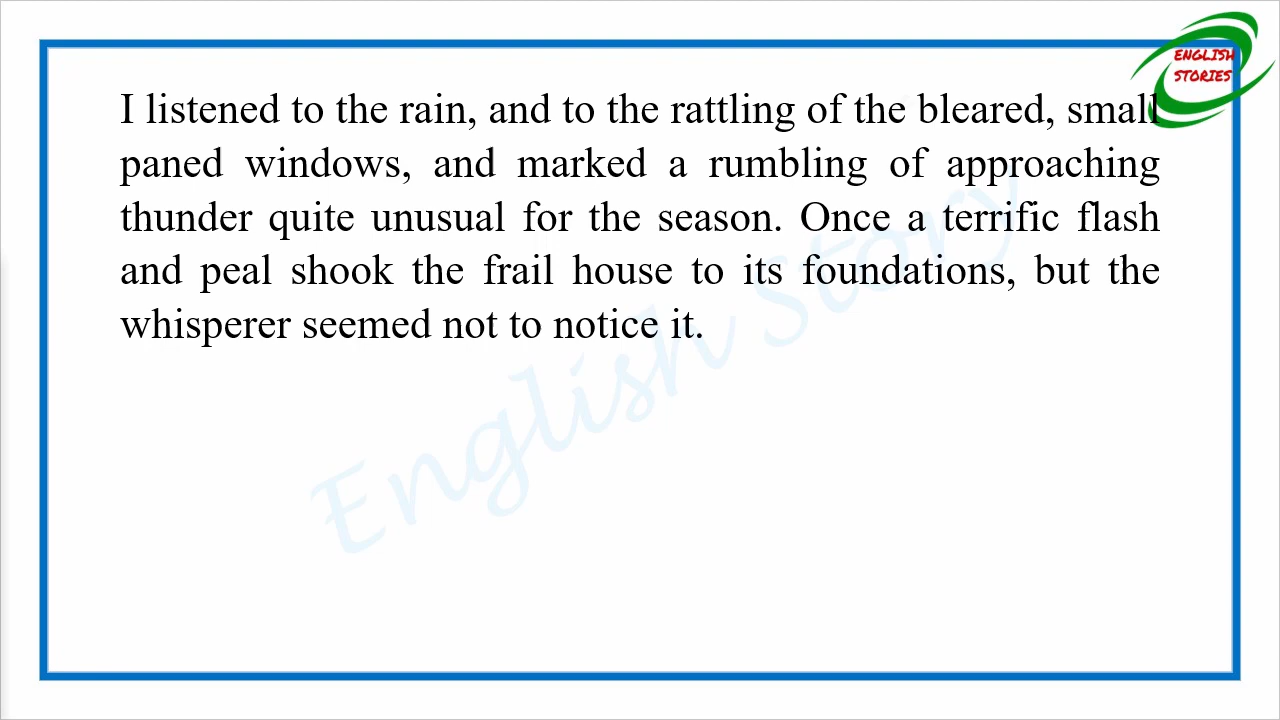 ENGLISH
STORIES
I listened to the rain, and to the rattling of the bleared, small
paned windows, and marked a rumbling of approaching
thunder quite unusual for the season. Once a terrific flash
and peal shook the frail house to its foundations, but the
whisperer seemed not to notice it.
English Story